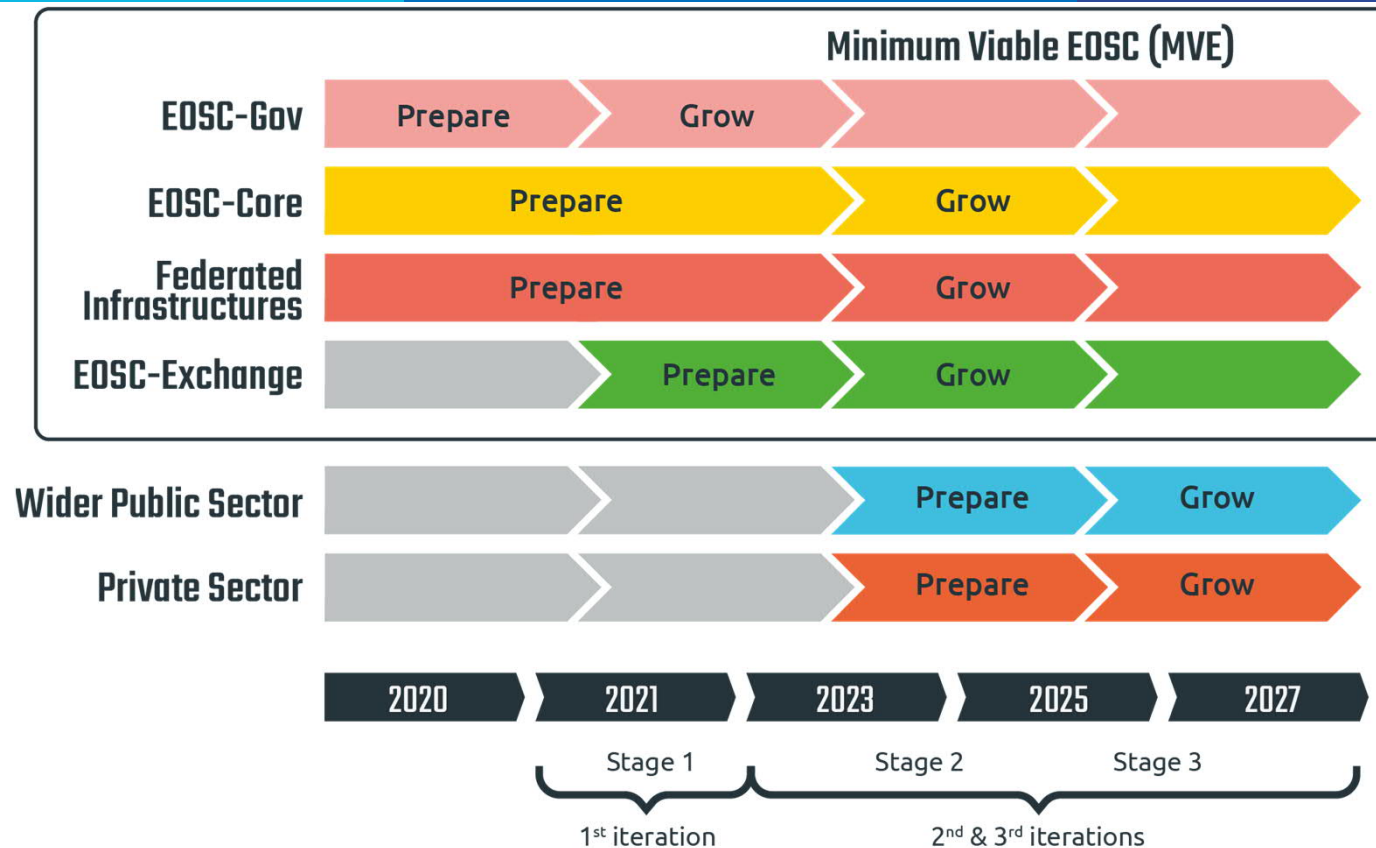 Minimum Viable EOSC (MVE)
EOSC-Gov
Prepare
Grow
EOSC-Core
Prepare
Grow
Federated
Infrastructures
Prepare
Grow
EOSC-Exchange
Prepare
Grow
Wider Public Sector
Prepare
Grow
Private Sector
Prepare
Grow
2020
2021
2023
2025
2027
Stage 1
Stage 2
Stage 3
1st iteration
2nd & 3rd iterations